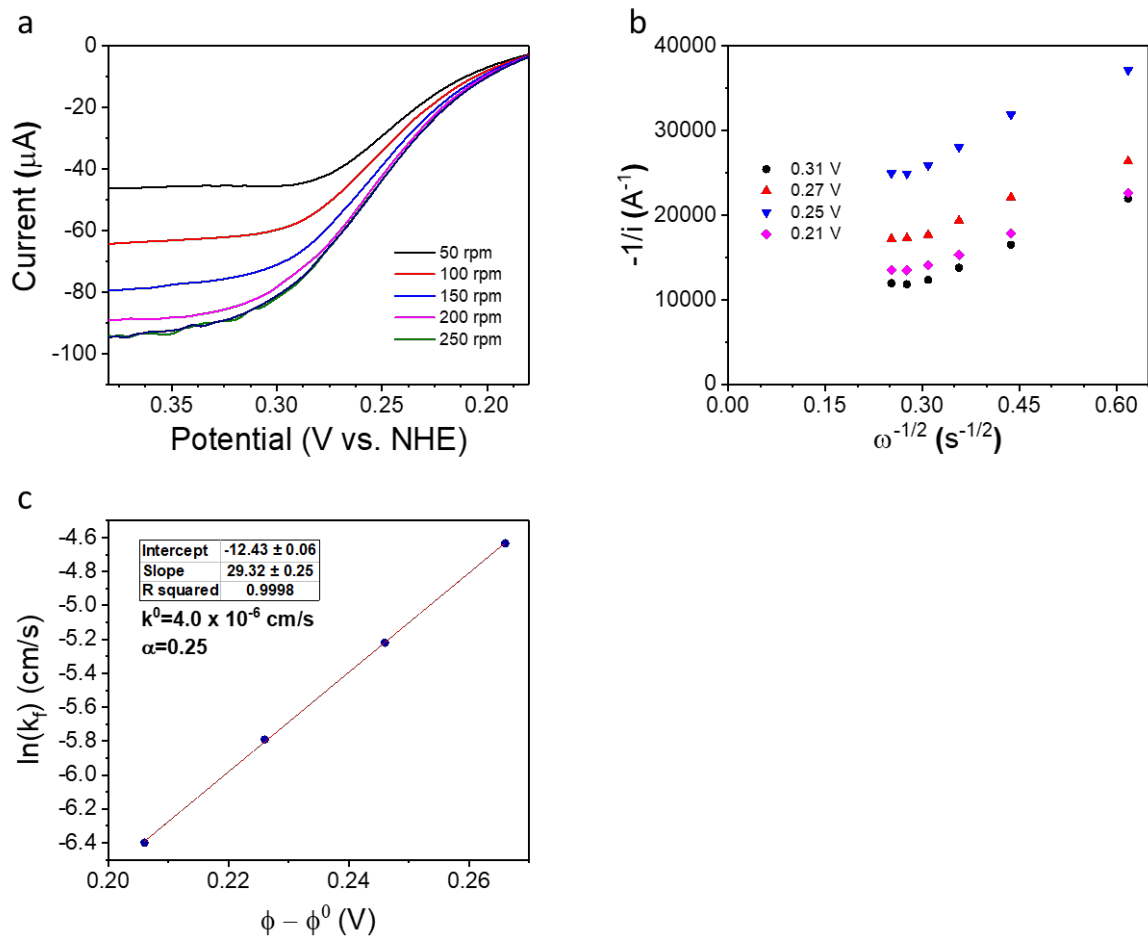 a
0
-20
-40
-60
-80
-100
Current (μA)
50 rpm
100 rpm
150 rpm
200 rpm
250 rpm
0.35 0.30 0.25 0.20
Potential (V vs. NHE)
b
40000
30000
20000
10000
0
-1/i (A⁻¹)
0.31 V
0.27 V
0.25 V
0.21 V
0.00 0.15 0.30 0.45 0.60
ω⁻¹/² (s⁻¹/²)
c
-4.6
-4.8
-5.0
-5.2
-5.4
-5.6
-5.8
-6.0
-6.2
-6.4
ln(kf) (cm/s)
Intercept -12.43 ± 0.06
Slope 29.32 ± 0.25
R squared 0.9998
k⁰=4.0 x 10⁻⁶ cm/s
α=0.25
0.20 0.22 0.24 0.26
ϕ – ϕ⁰ (V)